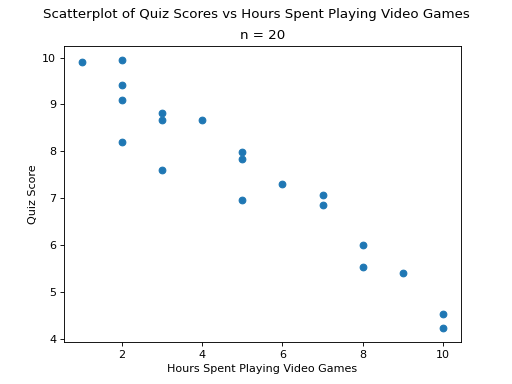 Scatterplot of Quiz Scores vs Hours Spent Playing Video Games
n = 20
10
9
8
7
6
5
4
Quiz Score
2 4 6 8 10
Hours Spent Playing Video Games